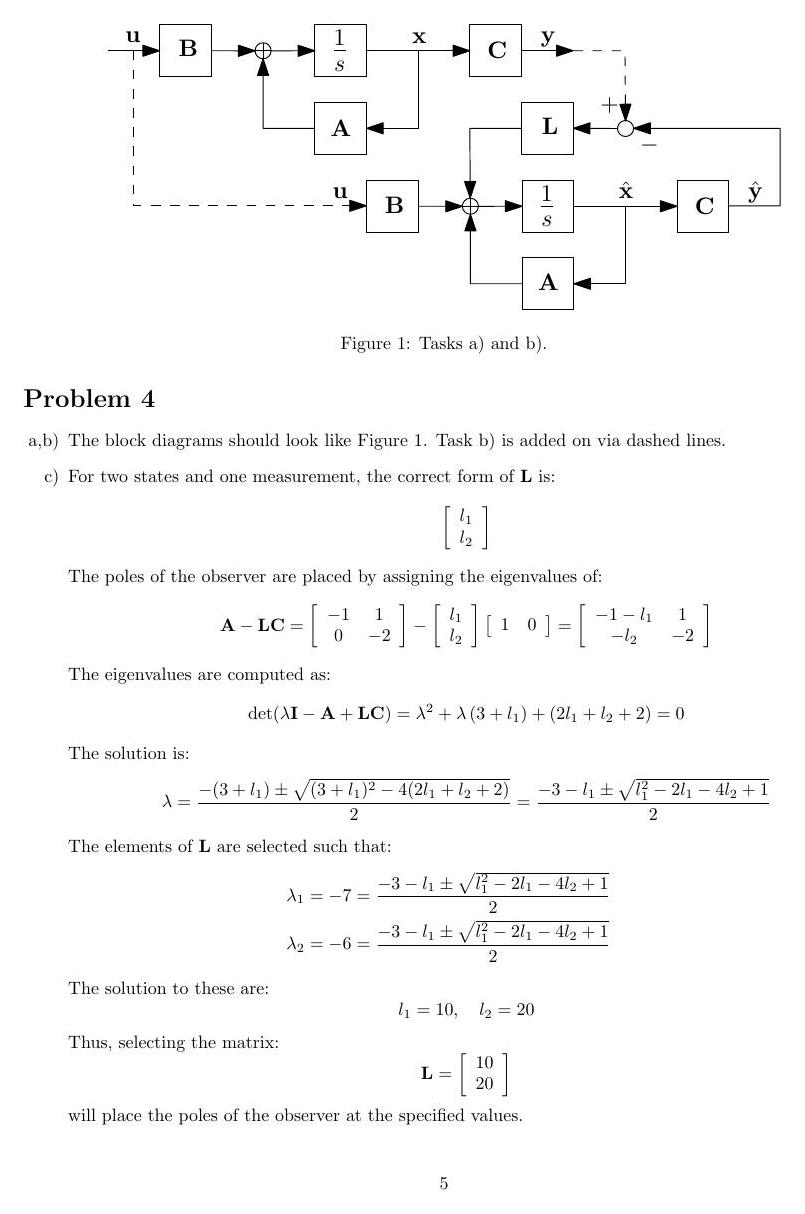 u B 1/s x C y
A L + −
u B 1/s x̂ C ŷ
A
Figure 1: Tasks a) and b).
Problem 4
a,b) The block diagrams should look like Figure 1. Task b) is added on via dashed lines.
c) For two states and one measurement, the correct form of L is:
[ l₁ ; l₂ ]
The poles of the observer are placed by assigning the eigenvalues of:
A − LC = [ −1 1 ; 0 −2 ] − [ l₁ ; l₂ ] [ 1 0 ] = [ −1 − l₁ 1 ; −l₂ −2 ]
The eigenvalues are computed as:
det(λI − A + LC) = λ² + λ (3 + l₁) + (2l₁ + l₂ + 2) = 0
The solution is:
λ = (−(3 + l₁) ± √((3 + l₁)² − 4(2l₁ + l₂ + 2)))/2 = (−3 − l₁ ± √(l₁² − 2l₁ − 4l₂ + 1))/2
The elements of L are selected such that:
λ₁ = −7 = (−3 − l₁ ± √(l₁² − 2l₁ − 4l₂ + 1))/2
λ₂ = −6 = (−3 − l₁ ± √(l₁² − 2l₁ − 4l₂ + 1))/2
The solution to these are:
l₁ = 10, l₂ = 20
Thus, selecting the matrix:
L = [ 10 ; 20 ]
will place the poles of the observer at the specified values.
5